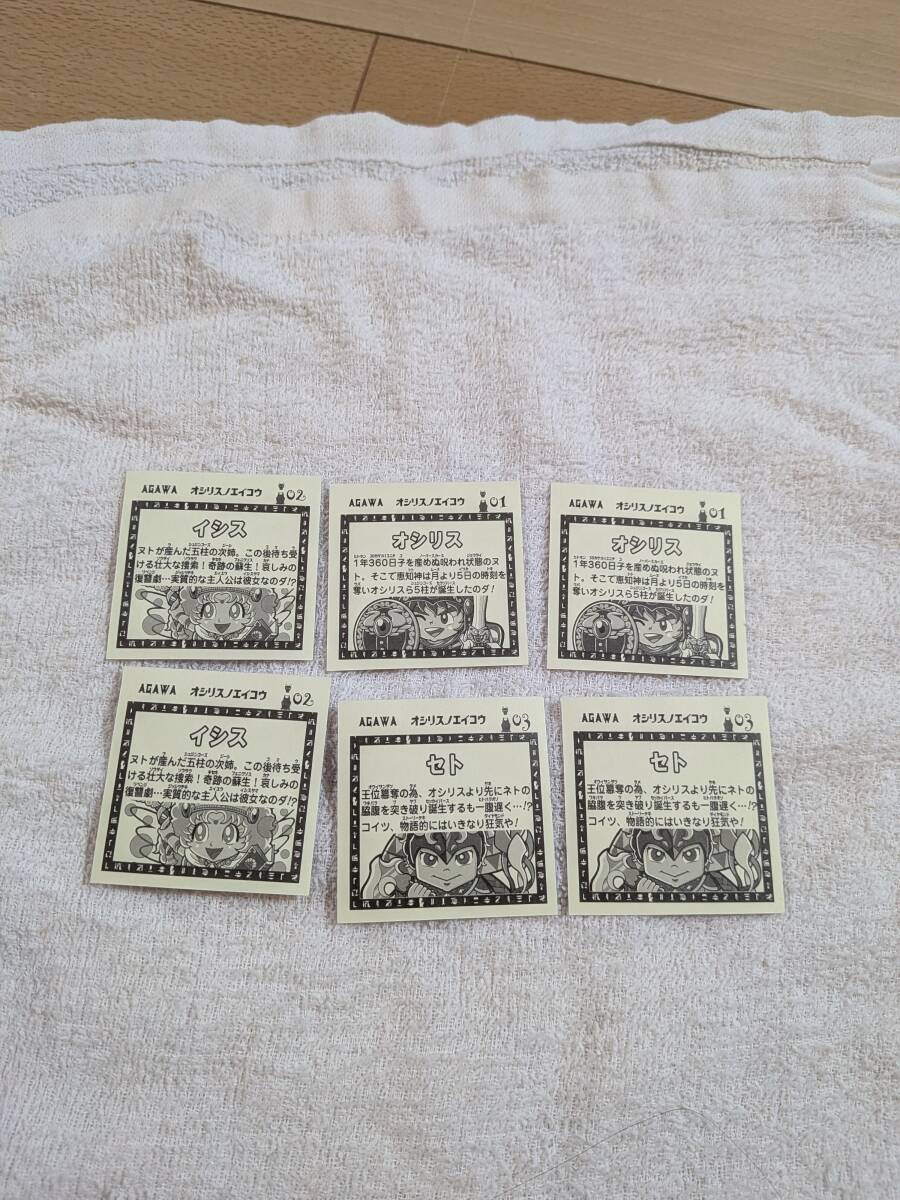 AGAWA オシリスノエイコウ 02
イシス
ヌトが産んだ五柱の次姉。この後待ち受
ける壮大な捜索！奇跡の蘇生！哀しみの
復讐劇…実質的な主人公は彼女なのダ!?
AGAWA オシリスノエイコウ 01
オシリス
1年360日子を産めぬ呪われ状態のヌ
ト。そこで恵知神は月より5日の時刻を
奪いオシリスら5柱が誕生したのダ！
AGAWA オシリスノエイコウ 01
オシリス
1年360日子を産めぬ呪われ状態のヌ
ト。そこで恵知神は月より5日の時刻を
奪いオシリスら5柱が誕生したのダ！
AGAWA オシリスノエイコウ 02
イシス
ヌトが産んだ五柱の次姉。この後待ち受
ける壮大な捜索！奇跡の蘇生！哀しみの
復讐劇…実質的な主人公は彼女なのダ!?
AGAWA オシリスノエイコウ 03
セト
王位簒奪の為、オシリスより先にネトの
脇腹を突き破り誕生するも一腹遅く…!?
コイツ、物語的にはいきなり狂気や！
AGAWA オシリスノエイコウ 03
セト
王位簒奪の為、オシリスより先にネトの
脇腹を突き破り誕生するも一腹遅く…!?
コイツ、物語的にはいきなり狂気や！